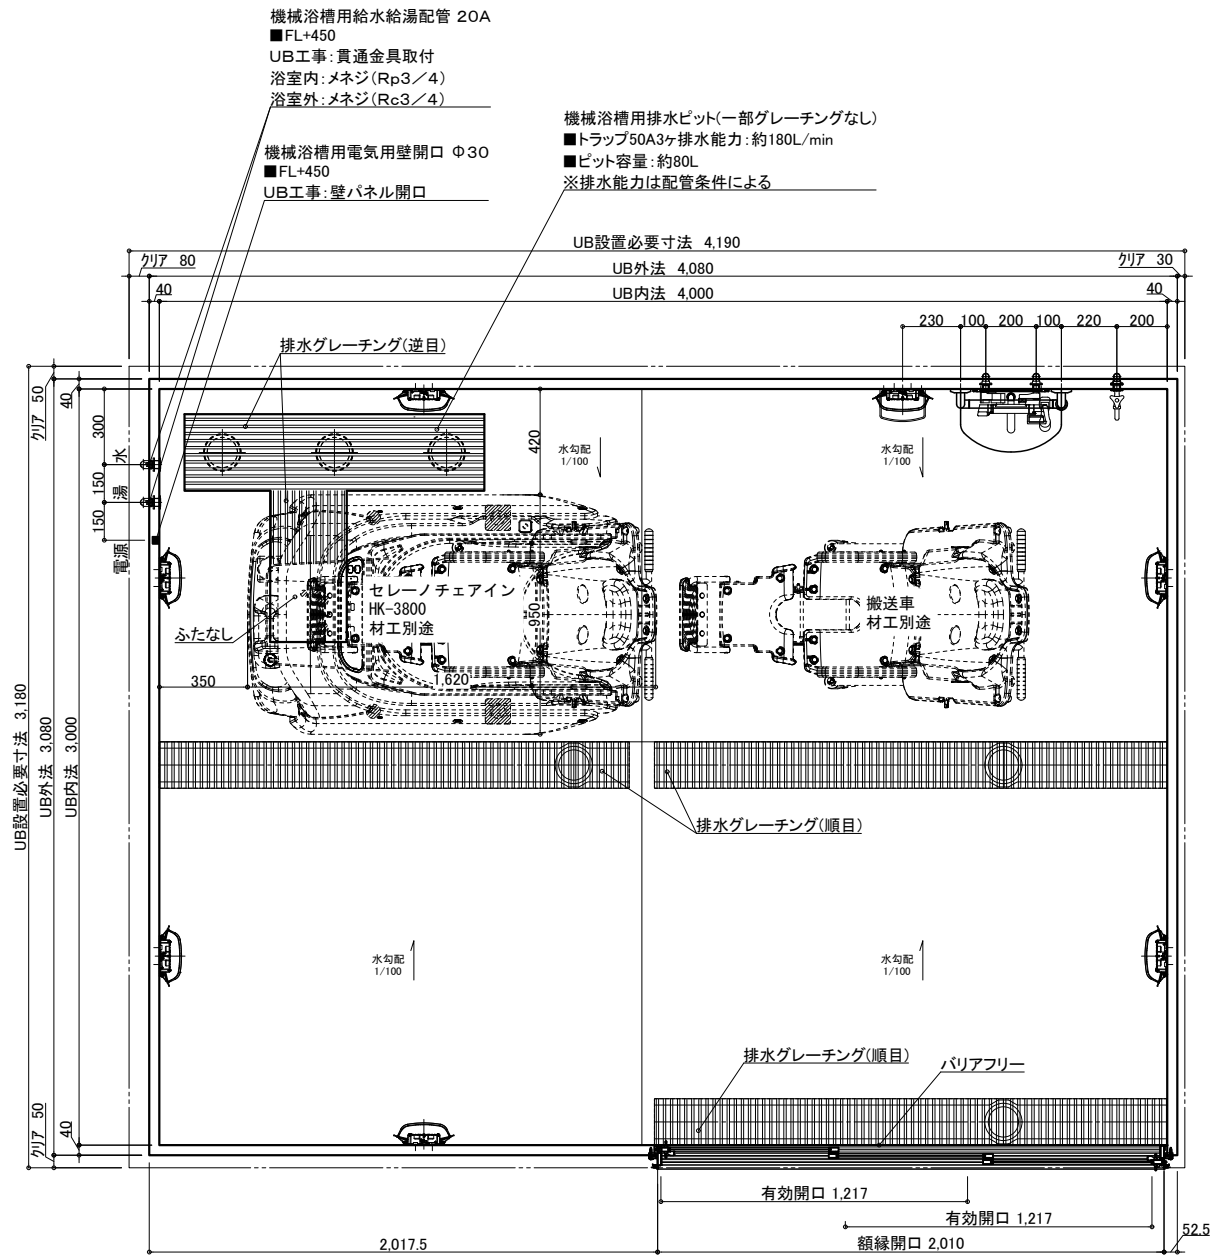 機械浴槽用給水給湯配管 20A
■FL+450
UB工事:貫通金具取付
浴室内:メネジ(Rp3/4)
浴室外:メネジ(Rc3/4)
機械浴槽用電気用壁開口 Φ30
■FL+450
UB工事:壁パネル開口
機械浴槽用排水ピット(一部グレーチングなし)
■トラップ50A3ヶ排水能力:約180L/min
■ピット容量:約80L
※排水能力は配管条件による
UB設置必要寸法 4,190
クリア 80
UB外法 4,080
クリア 30
40
UB内法 4,000
40
230
100
200
100
220
200
排水グレーチング(逆目)
クリア 50
40
300
150
150
水
湯
電源
420
水勾配
1/100
水勾配
1/100
セレーノチェアイン
HK-3800
材工別途
950
搬送車
材工別途
ふたなし
350
1,620
UB設置必要寸法 3,180
UB外法 3,080
UB内法 3,000
排水グレーチング(順目)
水勾配
1/100
水勾配
1/100
排水グレーチング(順目)
バリアフリー
クリア 50
40
有効開口 1,217
有効開口 1,217
2,017.5
額縁開口 2,010
52.5